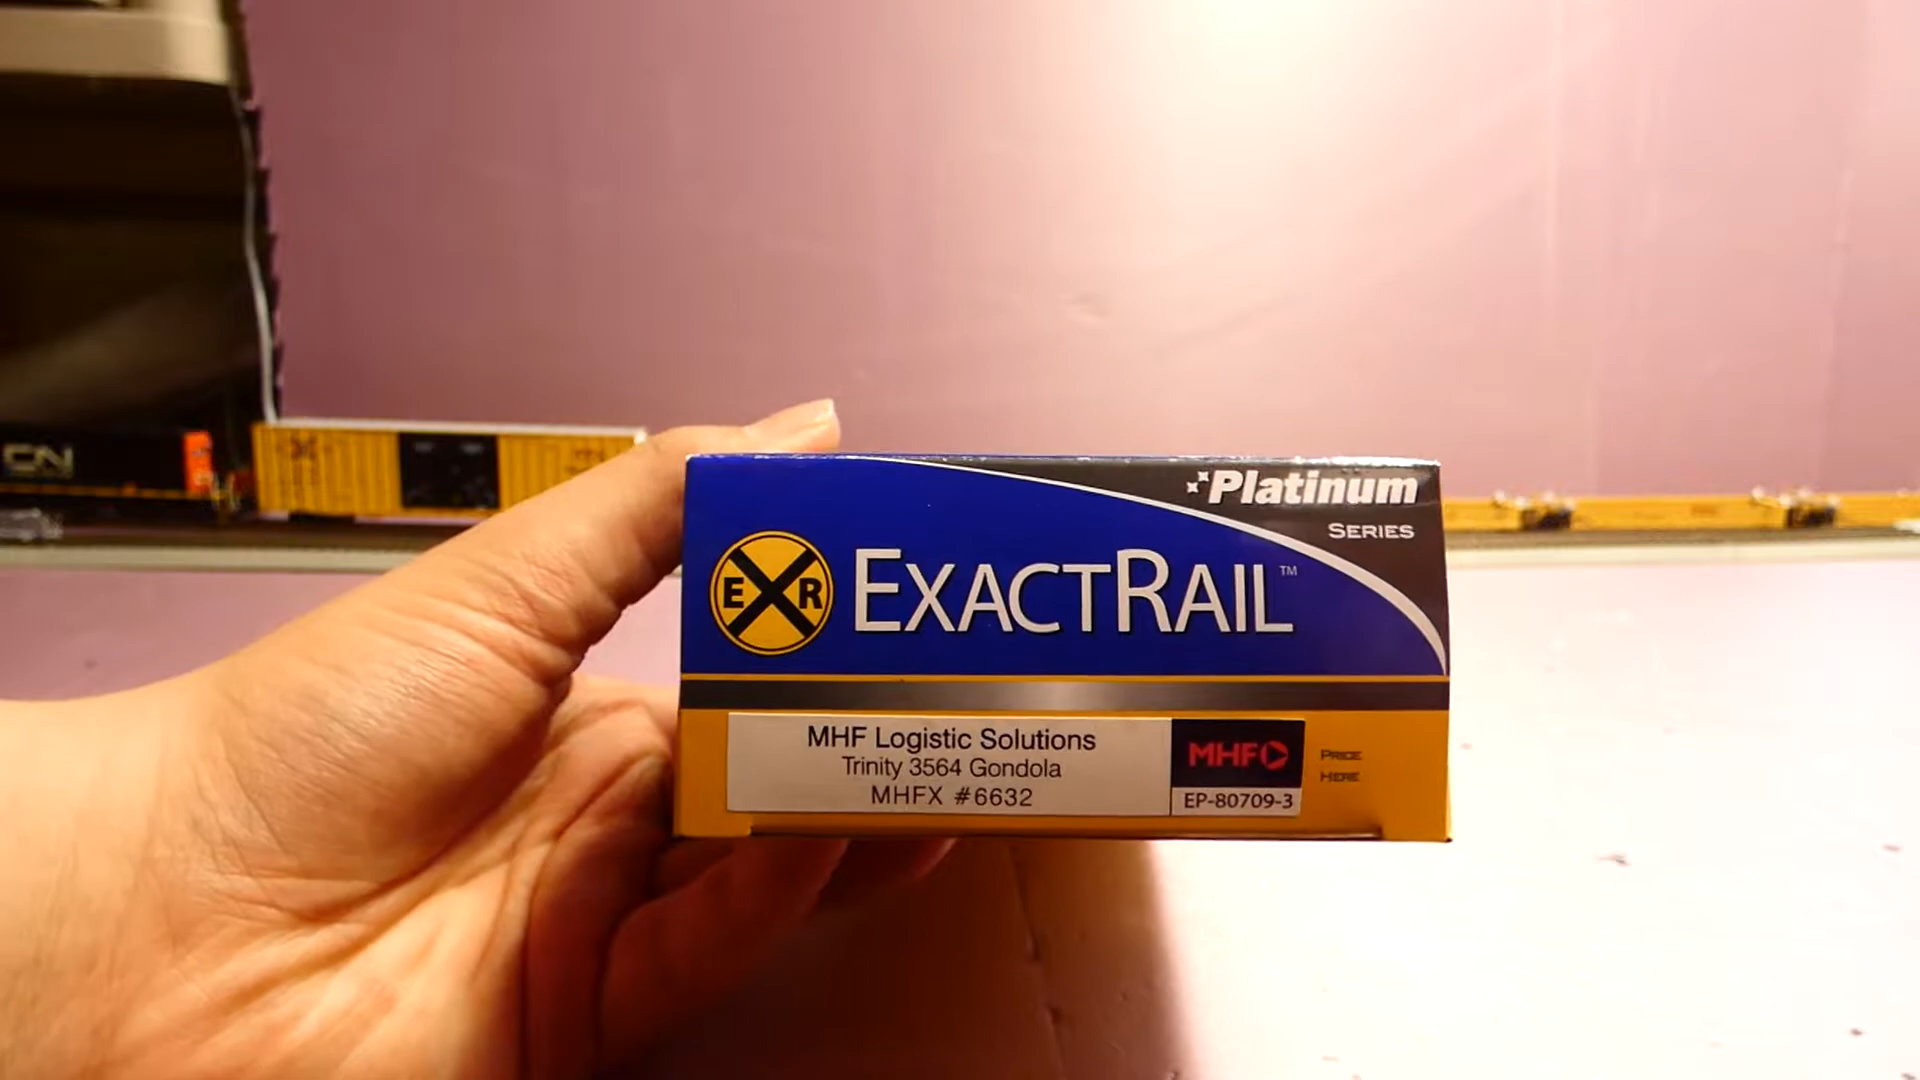 CN
Platinum
SERIES
E R
EXACTRAIL™
MHF Logistic Solutions
Trinity 3564 Gondola
MHFX #6632
MHF
EP-80709-3
PRICE
HERE